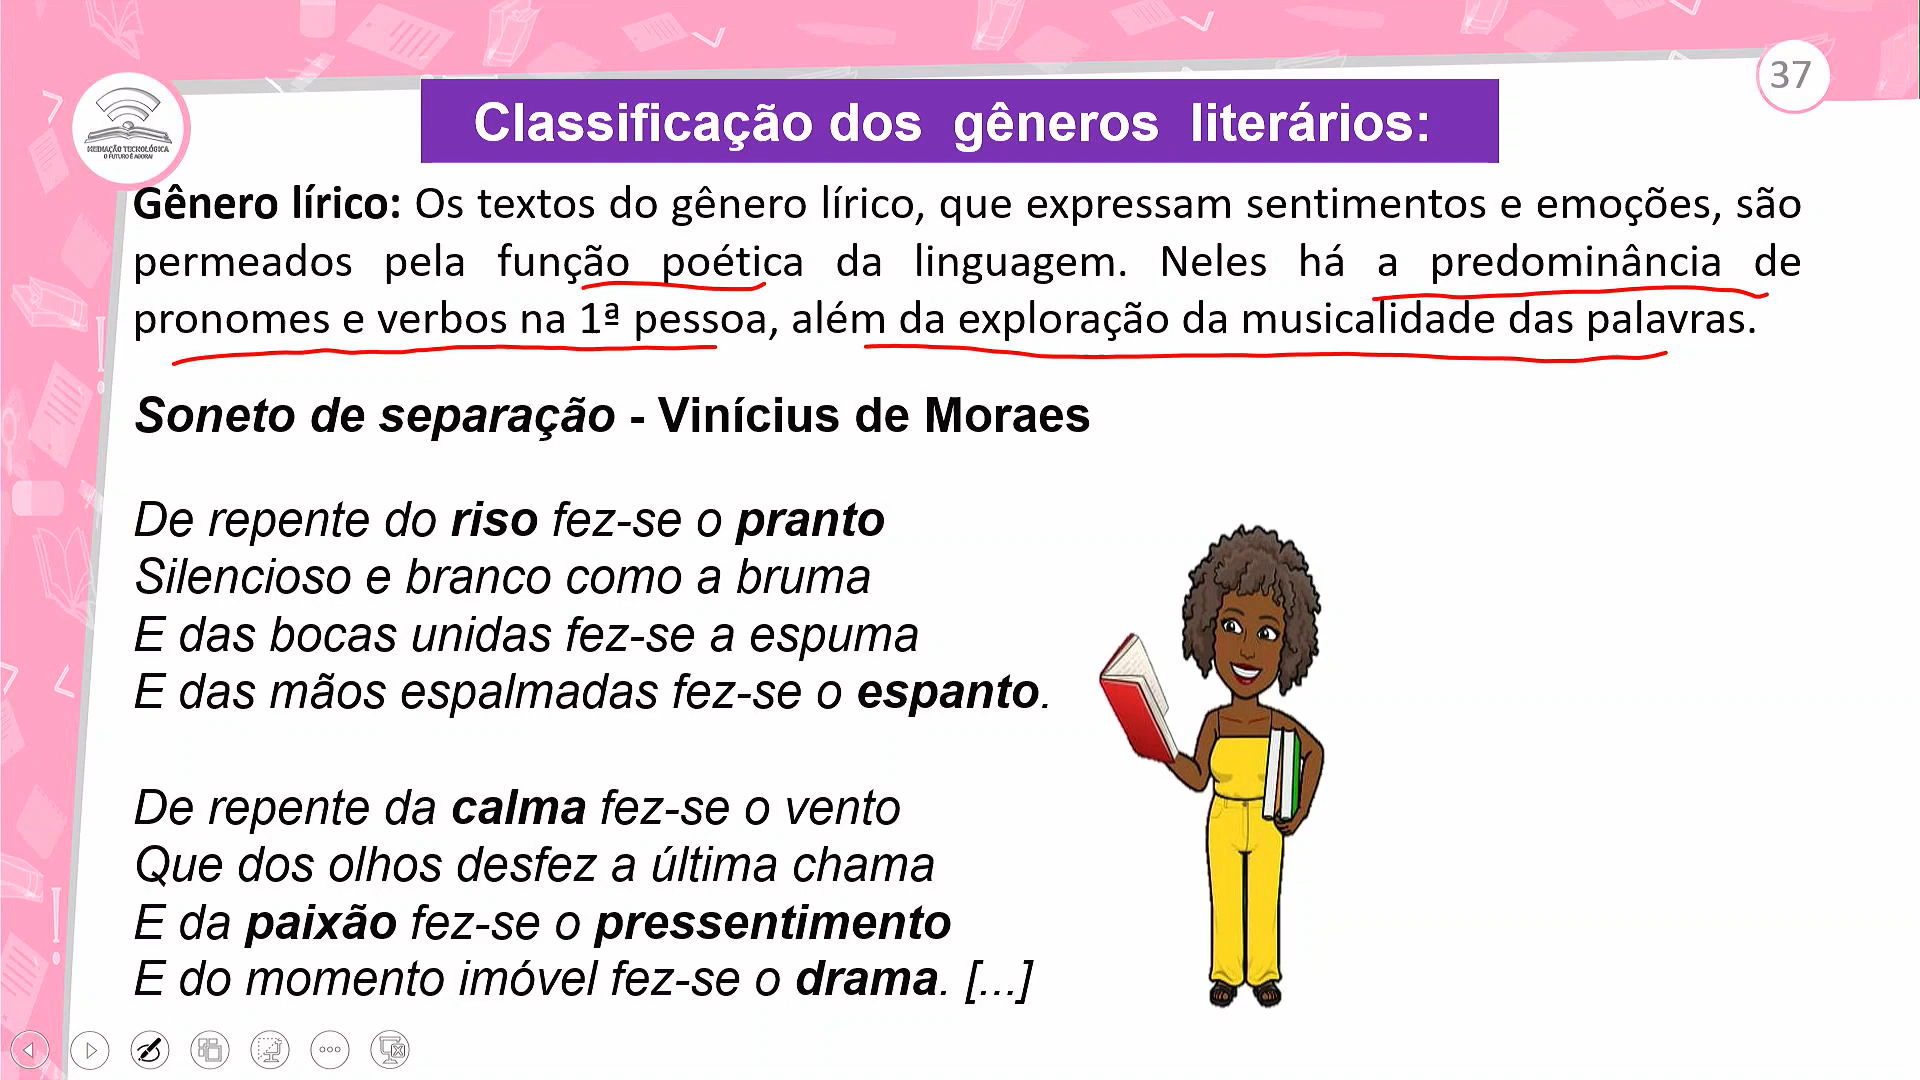 37
MEDIAÇÃO TECNOLÓGICA
O FUTURO É AGORA!
Classificação dos gêneros literários:
Gênero lírico: Os textos do gênero lírico, que expressam sentimentos e emoções, são
permeados pela função poética da linguagem. Neles há a predominância de
pronomes e verbos na 1ª pessoa, além da exploração da musicalidade das palavras.
Soneto de separação - Vinícius de Moraes
De repente do riso fez-se o pranto
Silencioso e branco como a bruma
E das bocas unidas fez-se a espuma
E das mãos espalmadas fez-se o espanto.
De repente da calma fez-se o vento
Que dos olhos desfez a última chama
E da paixão fez-se o pressentimento
E do momento imóvel fez-se o drama. [...]